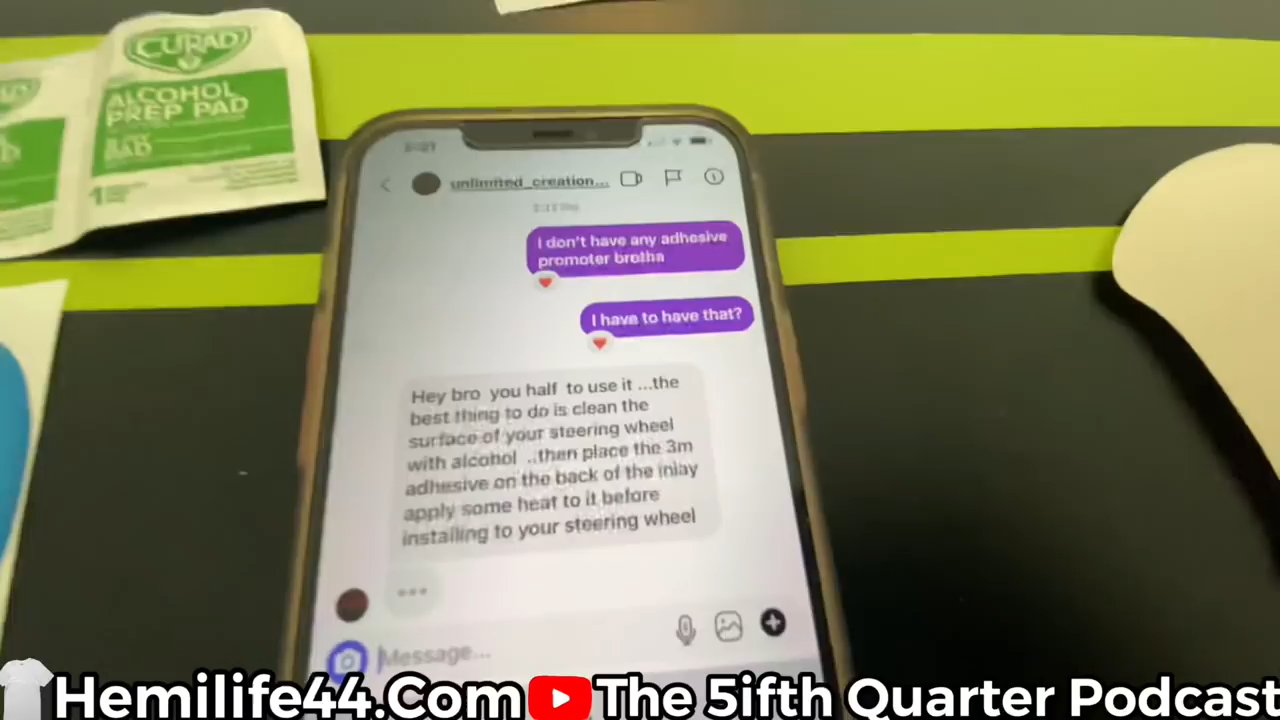 CURAD
ALCOHOL
PREP PAD
PAD
1
unlimited_creation...
I don't have any adhesive
promoter brotha
I have to have that?
Hey bro you half to use it ...the
best thing to do is clean the
surface of your steering wheel
with alcohol ..then place the 3m
adhesive on the back of the inlay
apply some heat to it before
installing to your steering wheel
Message...
Hemilife44.Com The 5ifth Quarter Podcast